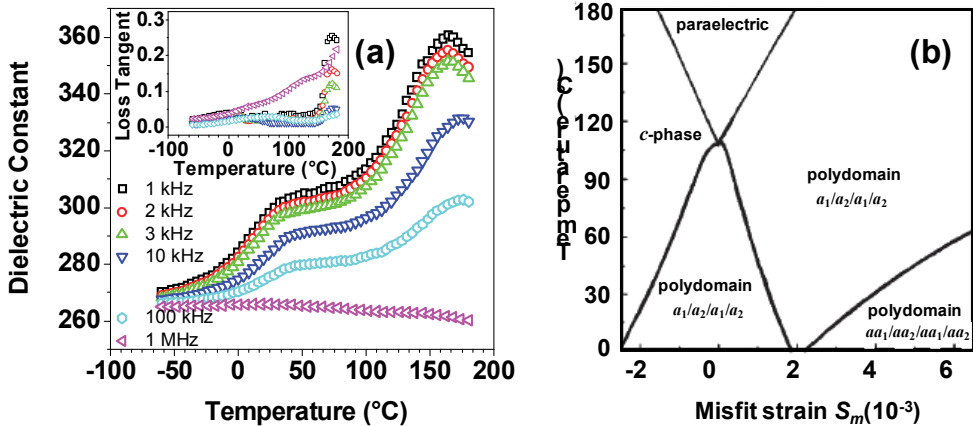 (a)
Dielectric Constant
360
340
320
300
280
260
-100
-50
0
50
100
150
200
Temperature (°C)
1 kHz
2 kHz
3 kHz
10 kHz
100 kHz
1 MHz
Loss Tangent
0.3
0.2
0.1
0.0
0
100
200
Temperature (°C)
(b)
Temperature(C)
180
150
120
90
60
30
0
-2
0
2
4
6
Misfit strain Sm(10-3)
paraelectric
c-phase
polydomain
a1/a2/a1/a2
polydomain
a1/a2/a1/a2
polydomain
aa1/aa2/aa1/aa2